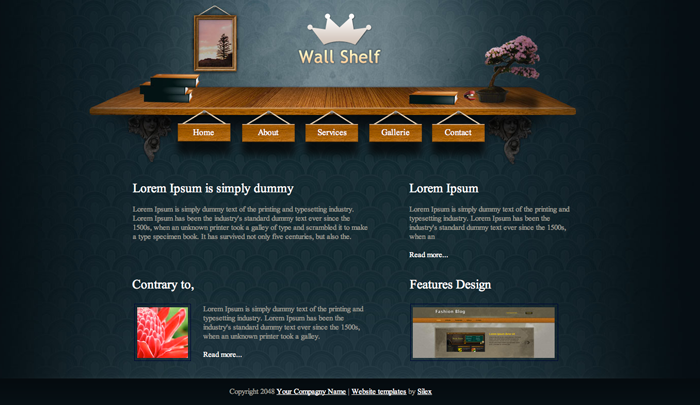 Wall Shelf
Home About Services Gallerie Contact
Lorem Ipsum is simply dummy
Lorem Ipsum is simply dummy text of the printing and typesetting industry.
Lorem Ipsum has been the industry's standard dummy text ever since the
1500s, when an unknown printer took a galley of type and scrambled it to make
a type specimen book. It has survived not only five centuries, but also the.
Lorem Ipsum
Lorem Ipsum is simply dummy text of the printing and
typesetting industry. Lorem Ipsum has been the
industry's standard dummy text ever since the 1500s,
when an
Read more...
Contrary to,
Lorem Ipsum is simply dummy text of the printing and
typesetting industry. Lorem Ipsum has been the
industry's standard dummy text ever since the 1500s,
when an unknown printer took a galley.
Read more...
Features Design
Fashion Blog
Copyright 2048 Your Compagny Name | Website templates by Silex